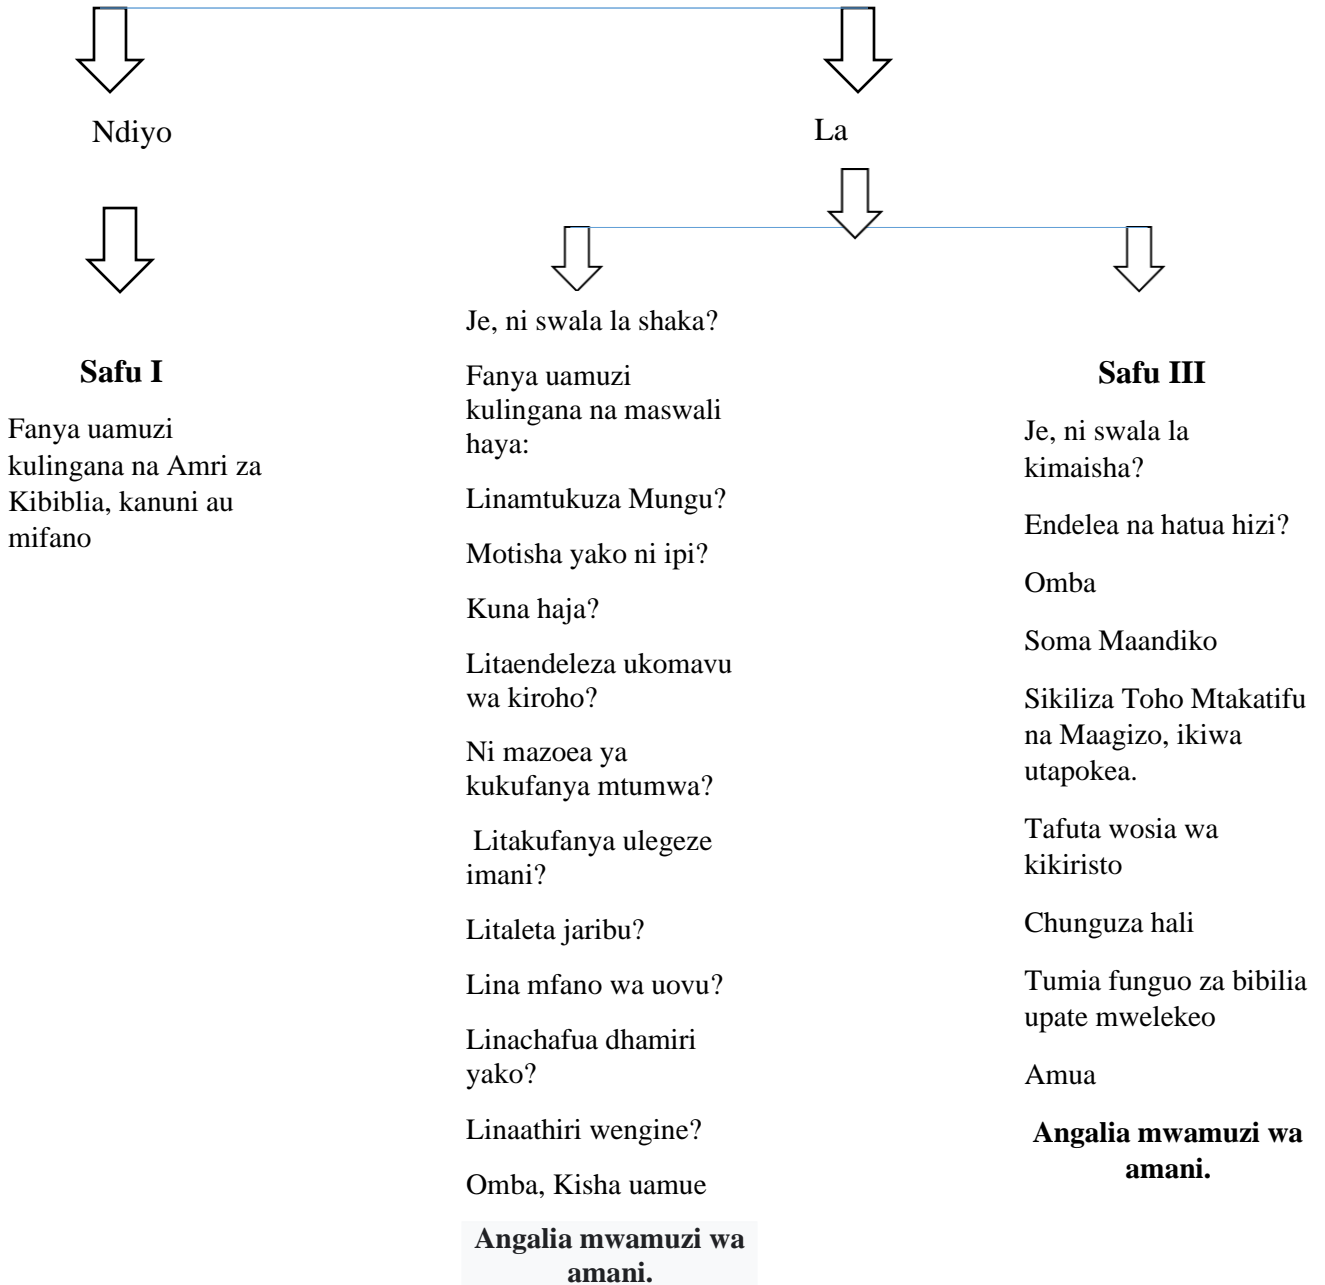 Ndiyo
La
Safu I
Fanya uamuzi
kulingana na Amri za
Kibiblia, kanuni au
mifano
Je, ni swala la shaka?
Fanya uamuzi
kulingana na maswali
haya:
Linamtukuza Mungu?
Motisha yako ni ipi?
Kuna haja?
Litaendeleza ukomavu
wa kiroho?
Ni mazoea ya
kukufanya mtumwa?
Litakufanya ulegeze
imani?
Litaleta jaribu?
Lina mfano wa uovu?
Linachafua dhamiri
yako?
Linaathiri wengine?
Omba, Kisha uamue
Angalia mwamuzi wa
amani.
Safu III
Je, ni swala la
kimaisha?
Endelea na hatua hizi?
Omba
Soma Maandiko
Sikiliza Toho Mtakatifu
na Maagizo, ikiwa
utapokea.
Tafuta wosia wa
kikiristo
Chunguza hali
Tumia funguo za bibilia
upate mwelekeo
Amua
Angalia mwamuzi wa
amani.